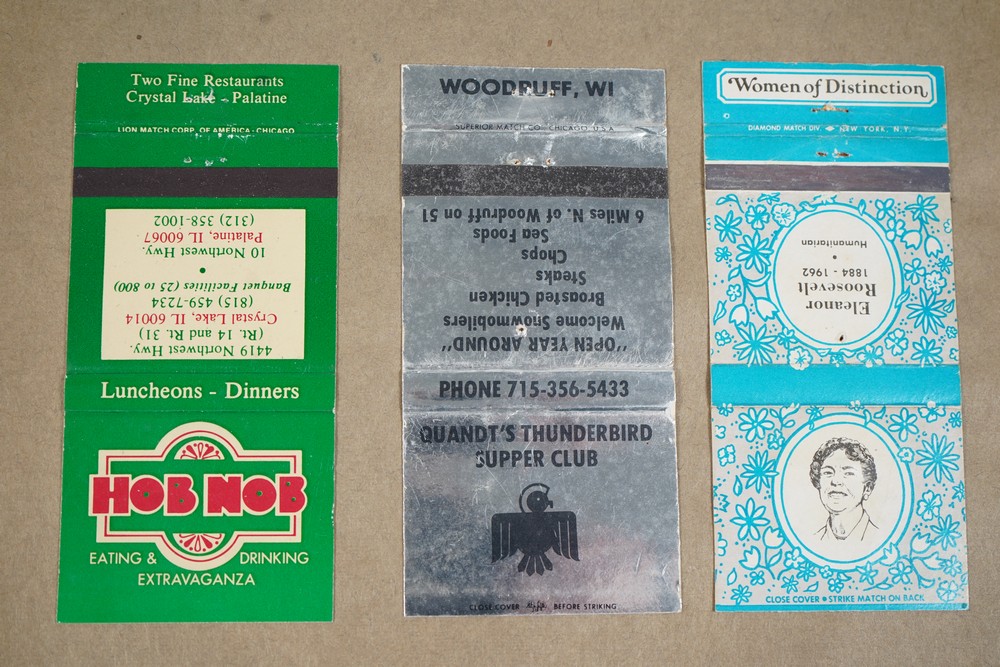 Two Fine Restaurants
Crystal Lake - Palatine
LION MATCH CORP. OF AMERICA - CHICAGO
4419 Northwest Hwy.
(Rt. 14 and Rt. 31)
Crystal Lake, IL 60014
(815) 459-7234
Banquet Facilities (25 to 800)
•
10 Northwest Hwy.
Palatine, IL 60067
(312) 358-1002
Luncheons - Dinners
HOB NOB
EATING & DRINKING
EXTRAVAGANZA
WOODRUFF, WI
SUPERIOR MATCH CO., CHICAGO, U.S.A.
"OPEN YEAR AROUND"
Welcome Snowmobilers
Broasted Chicken
Steaks
Chops
Sea Foods
6 Miles N. of Woodruff on 51
PHONE 715-356-5433
QUANDT'S THUNDERBIRD
SUPPER CLUB
CLOSE COVER BEFORE STRIKING
Women of Distinction
DIAMOND MATCH DIV. NEW YORK, N.Y.
Eleanor
Roosevelt
1884 - 1962
•
Humanitarian
CLOSE COVER • STRIKE MATCH ON BACK